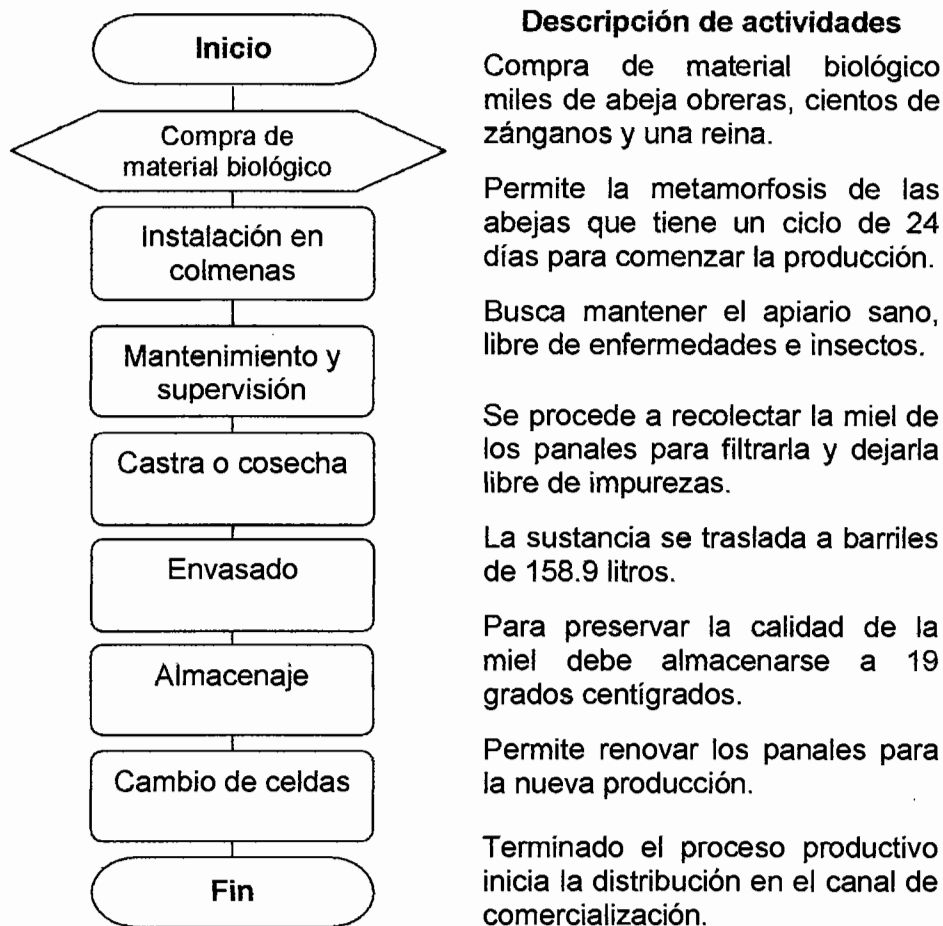 Inicio
Compra de
material biológico
Instalación en
colmenas
Mantenimiento y
supervisión
Castra o cosecha
Envasado
Almacenaje
Cambio de celdas
Fin
Descripción de actividades
Compra de material biológico
miles de abeja obreras, cientos de
zánganos y una reina.
Permite la metamorfosis de las
abejas que tiene un ciclo de 24
días para comenzar la producción.
Busca mantener el apiario sano,
libre de enfermedades e insectos.
Se procede a recolectar la miel de
los panales para filtrarla y dejarla
libre de impurezas.
La sustancia se traslada a barriles
de 158.9 litros.
Para preservar la calidad de la
miel debe almacenarse a 19
grados centígrados.
Permite renovar los panales para
la nueva producción.
Terminado el proceso productivo
inicia la distribución en el canal de
comercialización.